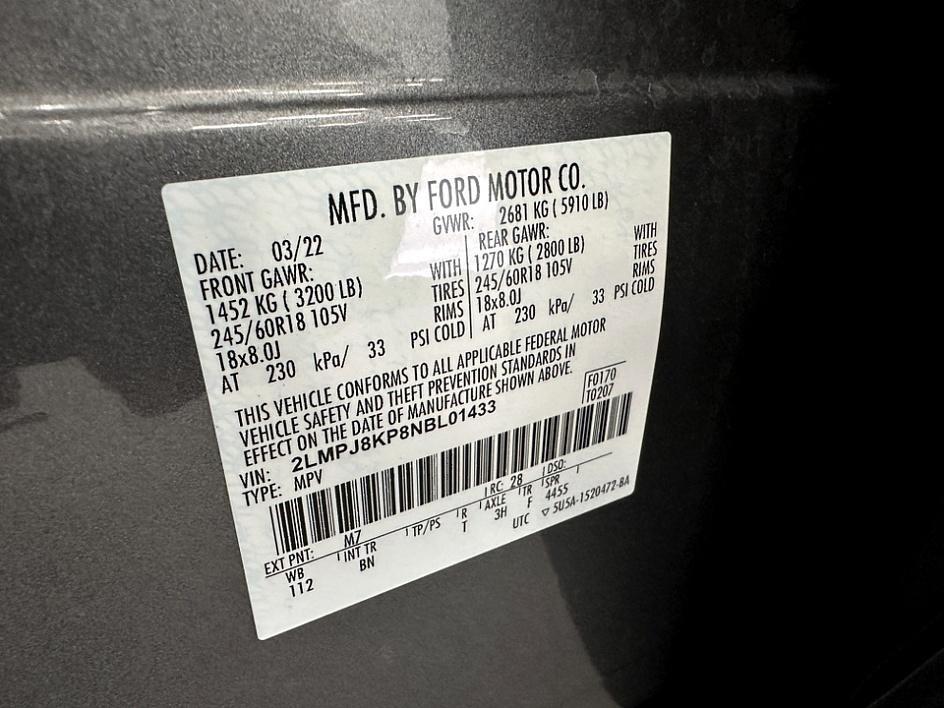 MFD. BY FORD MOTOR CO.
DATE: 03/22 GVWR: 2681 KG ( 5910 LB)
FRONT GAWR: REAR GAWR:
1452 KG ( 3200 LB) WITH 1270 KG ( 2800 LB) WITH
245/60R18 105V TIRES 245/60R18 105V TIRES
18x8.0J RIMS 18x8.0J RIMS
AT 230 kPa/ 33 PSI COLD AT 230 kPa/ 33 PSI COLD
THIS VEHICLE CONFORMS TO ALL APPLICABLE FEDERAL MOTOR
VEHICLE SAFETY AND THEFT PREVENTION STANDARDS IN
EFFECT ON THE DATE OF MANUFACTURE SHOWN ABOVE.
F0170
T0207
VIN: 2LMPJ8KP8NBL01433
TYPE: MPV
EXT PNT: M7 RC: 28 DSO:
WB INT TR TP/PS R AXLE TR SPR
112 BN T 3H F 4455
UTC ▽ 5U5A-1520472-BA